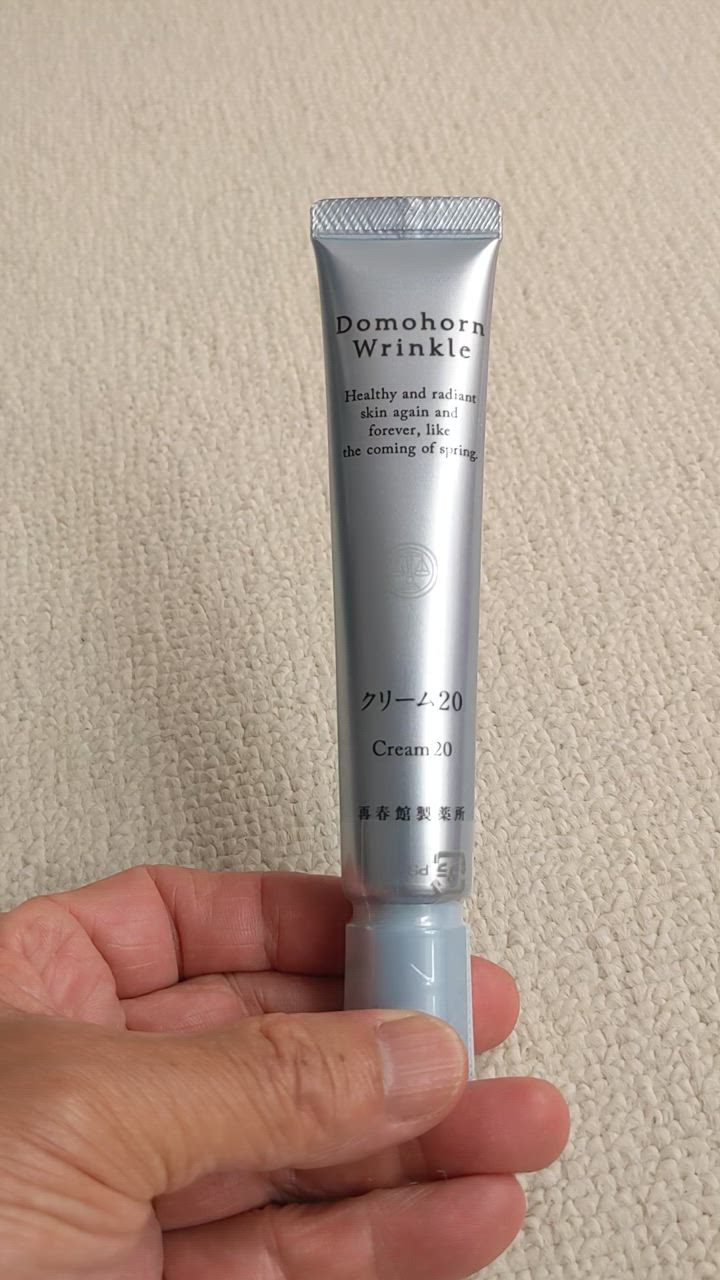 Domohorn
Wrinkle
Healthy and radiant
skin again and
forever, like
the coming of spring.
クリーム20
Cream 20
再春館製薬所